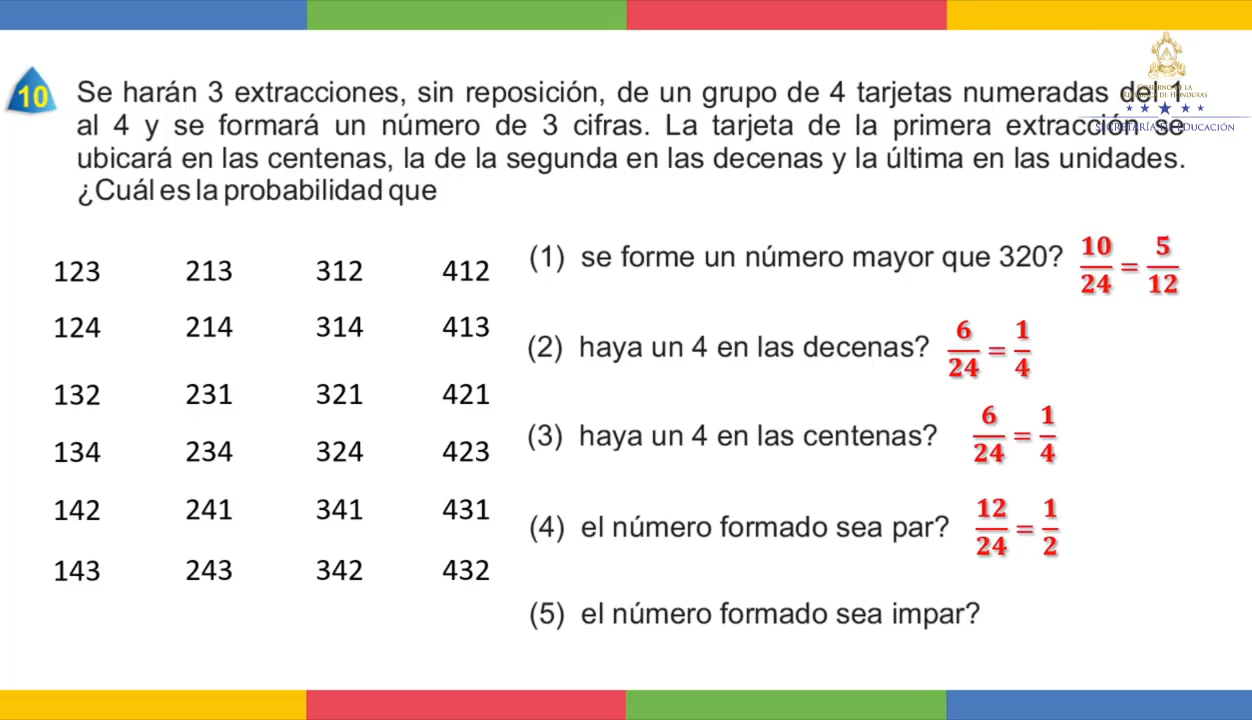 10
Se harán 3 extracciones, sin reposición, de un grupo de 4 tarjetas numeradas del 1
al 4 y se formará un número de 3 cifras. La tarjeta de la primera extracción se
ubicará en las centenas, la de la segunda en las decenas y la última en las unidades.
¿Cuál es la probabilidad que
GOBIERNO DE LA
REPÚBLICA DE HONDURAS
SECRETARÍA DE EDUCACIÓN
123 213 312 412
124 214 314 413
132 231 321 421
134 234 324 423
142 241 341 431
143 243 342 432
(1) se forme un número mayor que 320? 10/24 = 5/12
(2) haya un 4 en las decenas? 6/24 = 1/4
(3) haya un 4 en las centenas? 6/24 = 1/4
(4) el número formado sea par? 12/24 = 1/2
(5) el número formado sea impar?